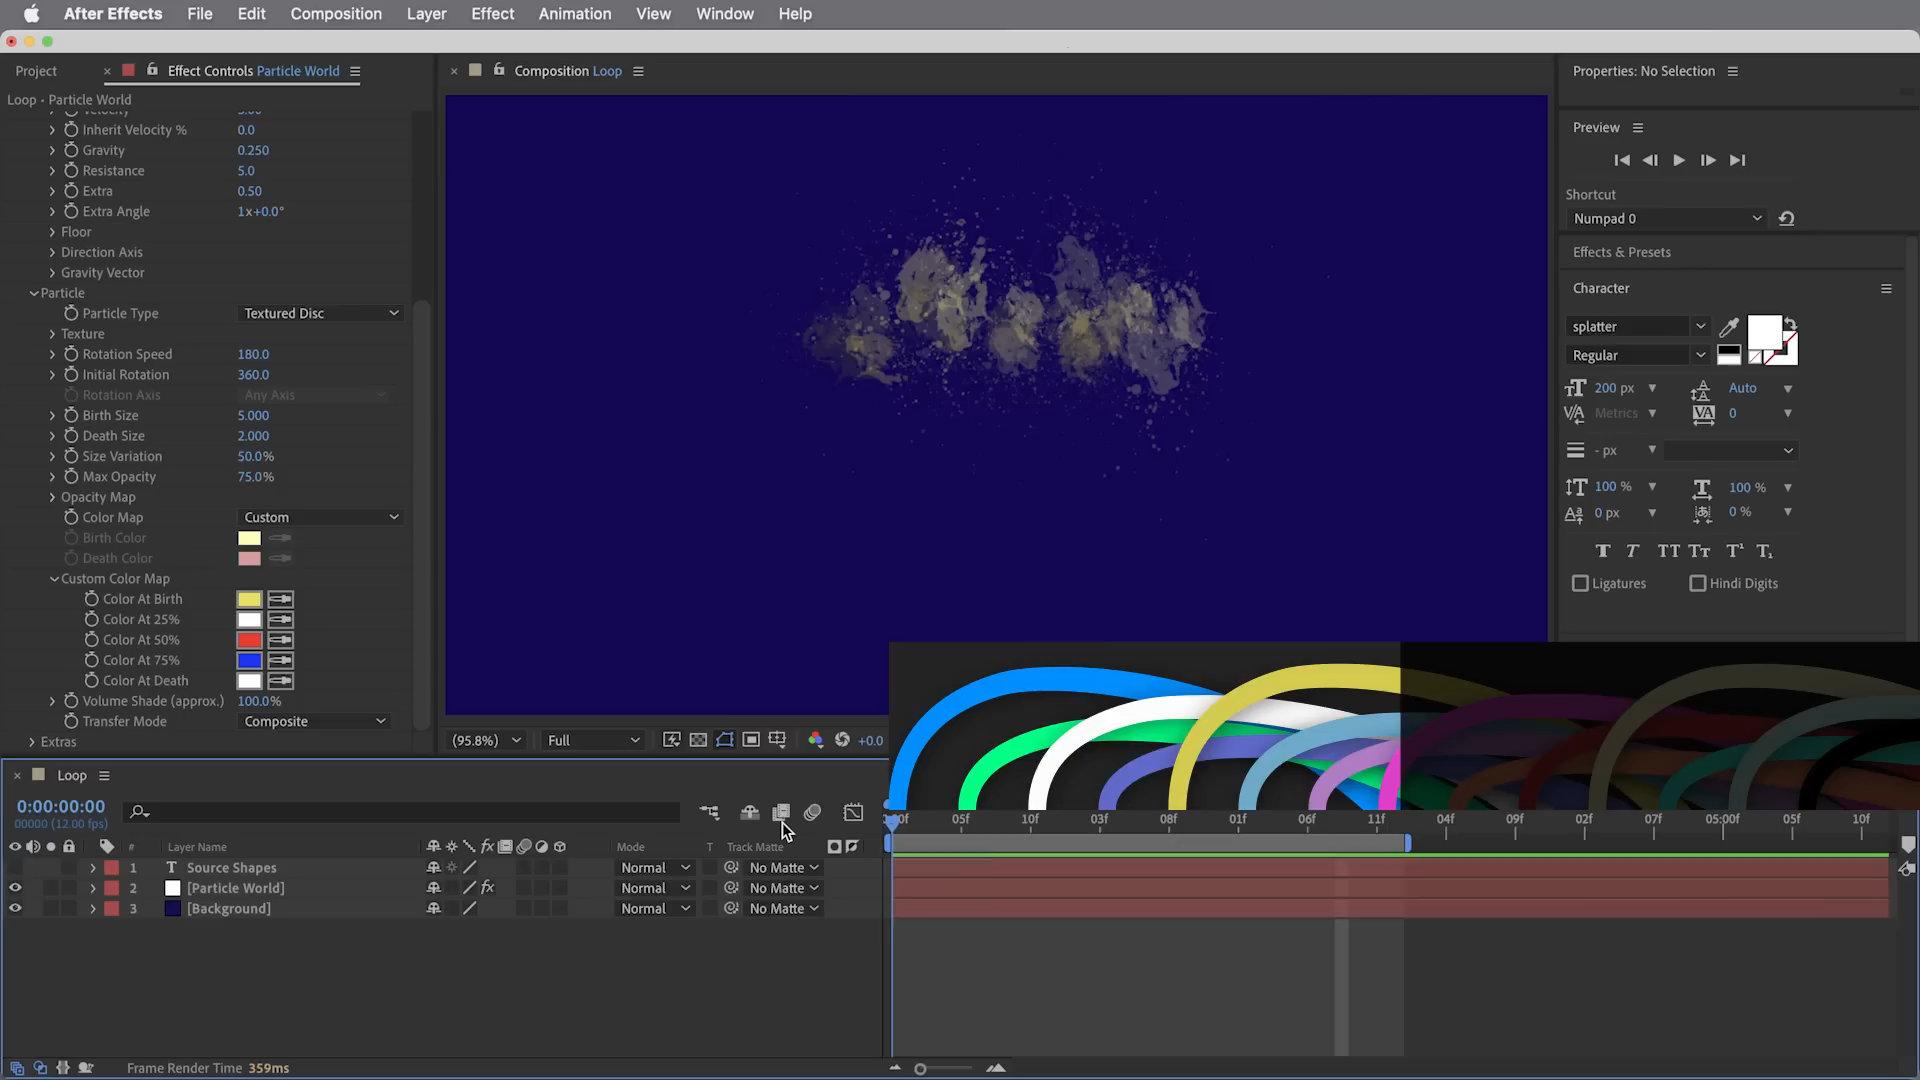 After Effects File Edit Composition Layer Effect Animation View Window Help
Project × Effect Controls Particle World
× Composition Loop
Properties: No Selection
Loop • Particle World
Velocity
Inherit Velocity % 0.0
Gravity 0.250
Resistance 5.0
Extra 0.50
Extra Angle 1x+0.0°
Floor
Direction Axis
Gravity Vector
Particle
Particle Type Textured Disc
Texture
Rotation Speed 180.0
Initial Rotation 360.0
Rotation Axis Any Axis
Birth Size 5.000
Death Size 2.000
Size Variation 50.0%
Max Opacity 75.0%
Opacity Map
Color Map Custom
Birth Color
Death Color
Custom Color Map
Color At Birth
Color At 25%
Color At 50%
Color At 75%
Color At Death
Volume Shade (approx.) 100.0%
Transfer Mode Composite
Extras
(95.8%) Full +0.0
Preview
Shortcut
Numpad 0
Effects & Presets
Character
splatter
Regular
200 px Auto
Metrics 0
- px
100 % 100 %
0 px 0 %
T T TT Tт T¹ T₁
Ligatures Hindi Digits
× Loop
0:00:00:00
00000 (12.00 fps)
05f 10f 03f 08f 01f 06f 11f 04f 09f 02f 07f 05:00f 05f 10f
# Layer Name fx Mode T Track Matte
1 T Source Shapes Normal No Matte
2 [Particle World] fx Normal No Matte
3 [Background] Normal No Matte
Frame Render Time 359ms